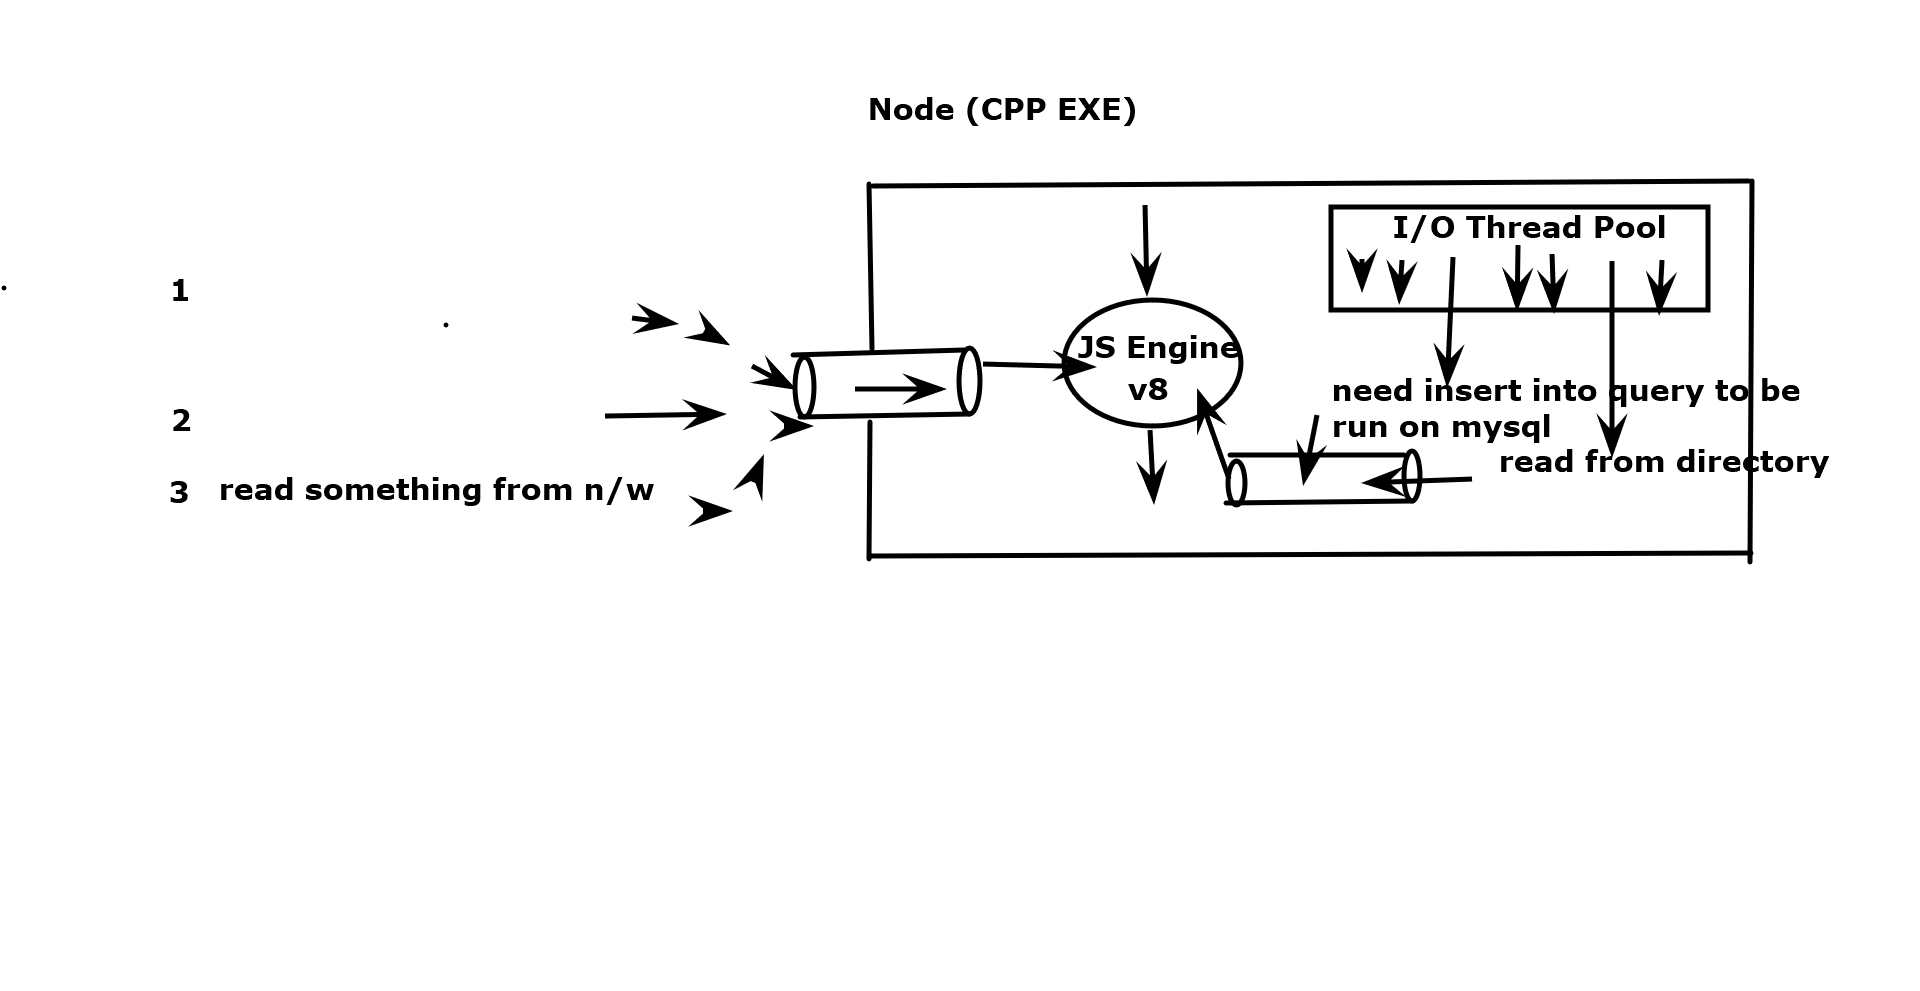 Node (CPP EXE)
I/O Thread Pool
1
JS Engine
v8
need insert into query to be
run on mysql
2
read from directory
3 read something from n/w